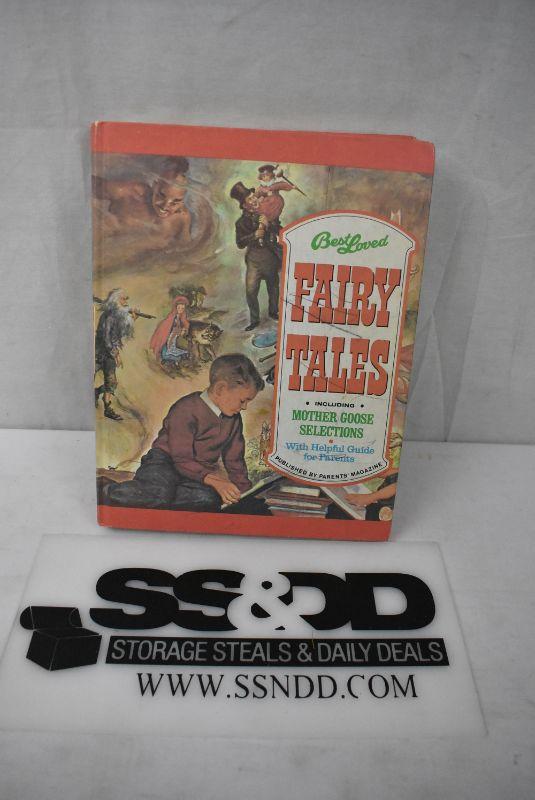 Best Loved
FAIRY
TALES
• INCLUDING •
MOTHER GOOSE
SELECTIONS
•
With Helpful Guide
for Parents
PUBLISHED BY PARENTS' MAGAZINE
SS&DD
STORAGE STEALS & DAILY DEALS
WWW.SSNDD.COM